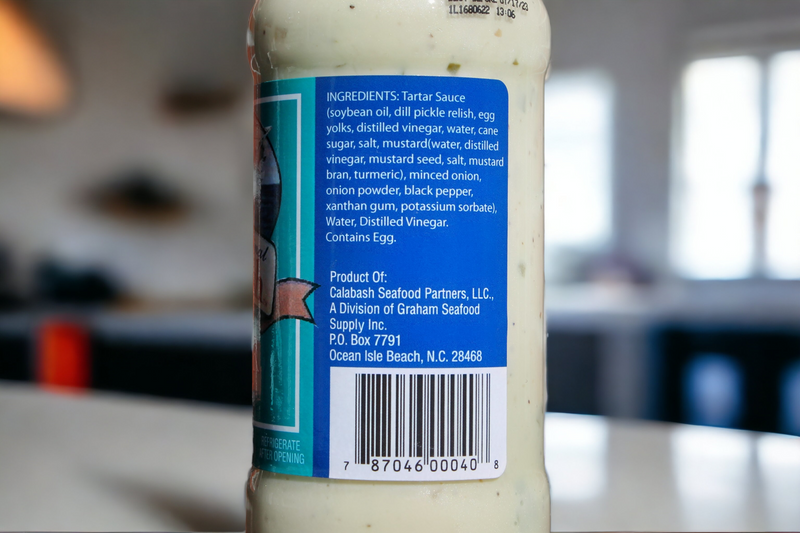 1L1680622 13:06
INGREDIENTS: Tartar Sauce
(soybean oil, dill pickle relish, egg
yolks, distilled vinegar, water, cane
sugar, salt, mustard(water, distilled
vinegar, mustard seed, salt, mustard
bran, turmeric), minced onion,
onion powder, black pepper,
xanthan gum, potassium sorbate),
Water, Distilled Vinegar.
Contains Egg.
Product Of:
Calabash Seafood Partners, LLC.,
A Division of Graham Seafood
Supply Inc.
P.O. Box 7791
Ocean Isle Beach, N.C. 28468
7 87046 00040 8
OPENING